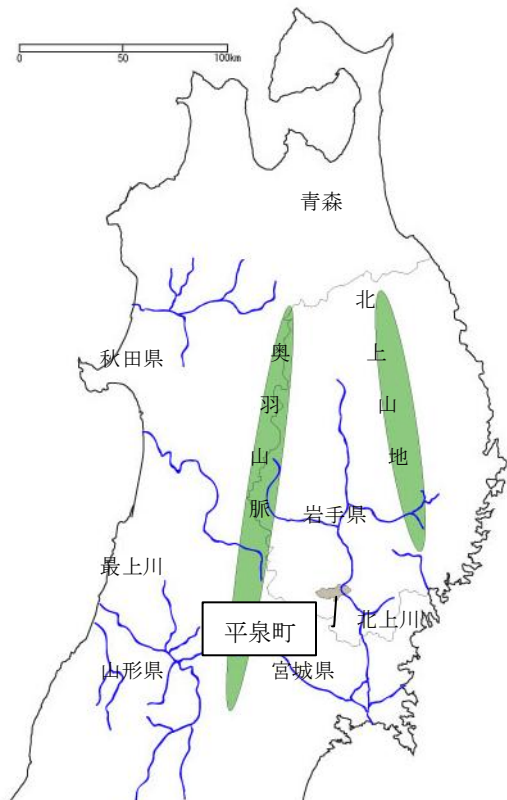 0 50 100km
青森
北上山地
奥羽山脈
秋田県
岩手県
最上川
平泉町
北上川
山形県
宮城県